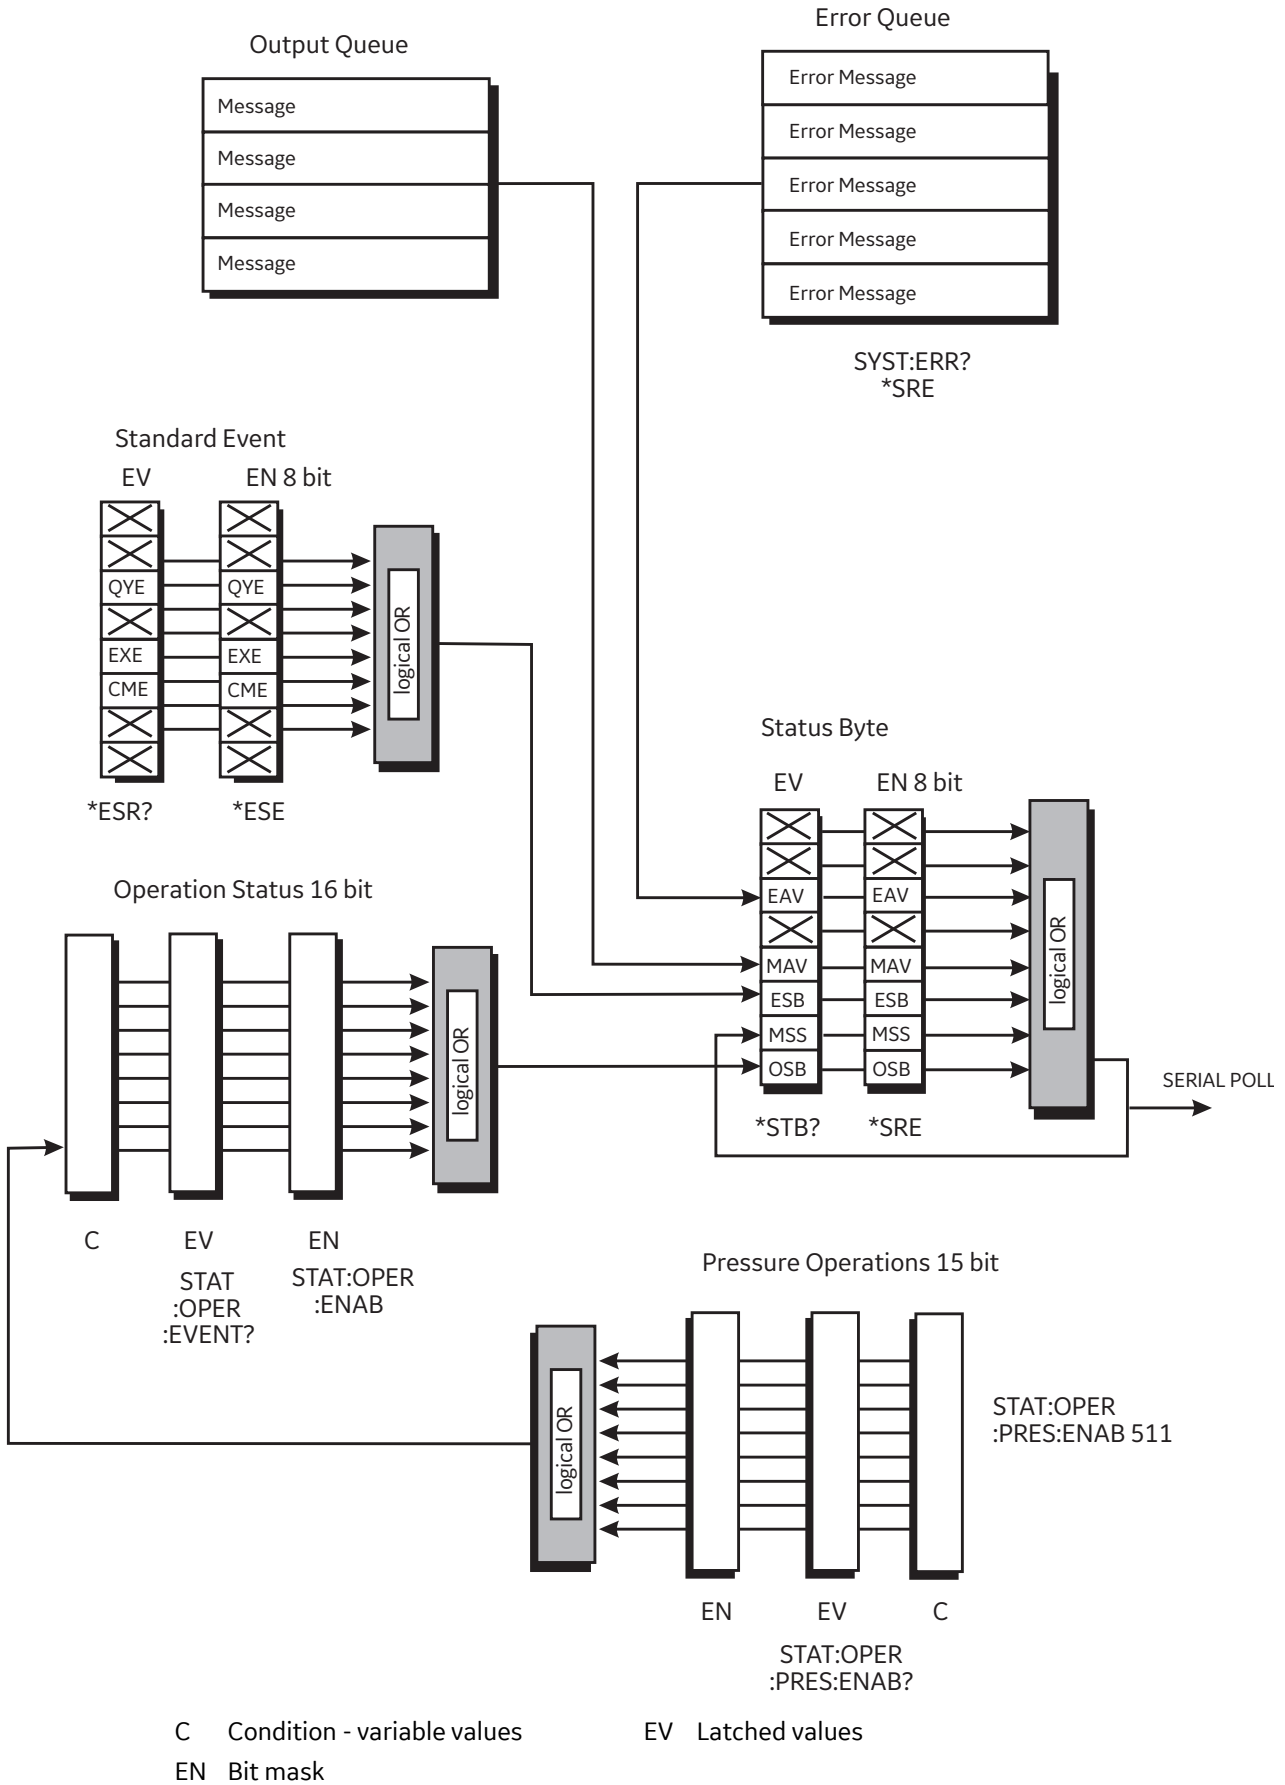 Error Queue
Output Queue
Error Message
Message
Error Message
Message
Error Message
Message
Error Message
Message
Error Message
SYST:ERR?
*SRE
Standard Event
EV EN 8 bit
QYE QYE
EXE EXE
CME CME
logical OR
*ESR? *ESE
Status Byte
EV EN 8 bit
EAV EAV
MAV MAV
ESB ESB
MSS MSS
OSB OSB
logical OR
*STB? *SRE
SERIAL POLL
Operation Status 16 bit
logical OR
C EV EN
STAT
:OPER
:EVENT?
STAT:OPER
:ENAB
Pressure Operations 15 bit
logical OR
STAT:OPER
:PRES:ENAB 511
EN EV C
STAT:OPER
:PRES:ENAB?
C Condition - variable values EV Latched values
EN Bit mask